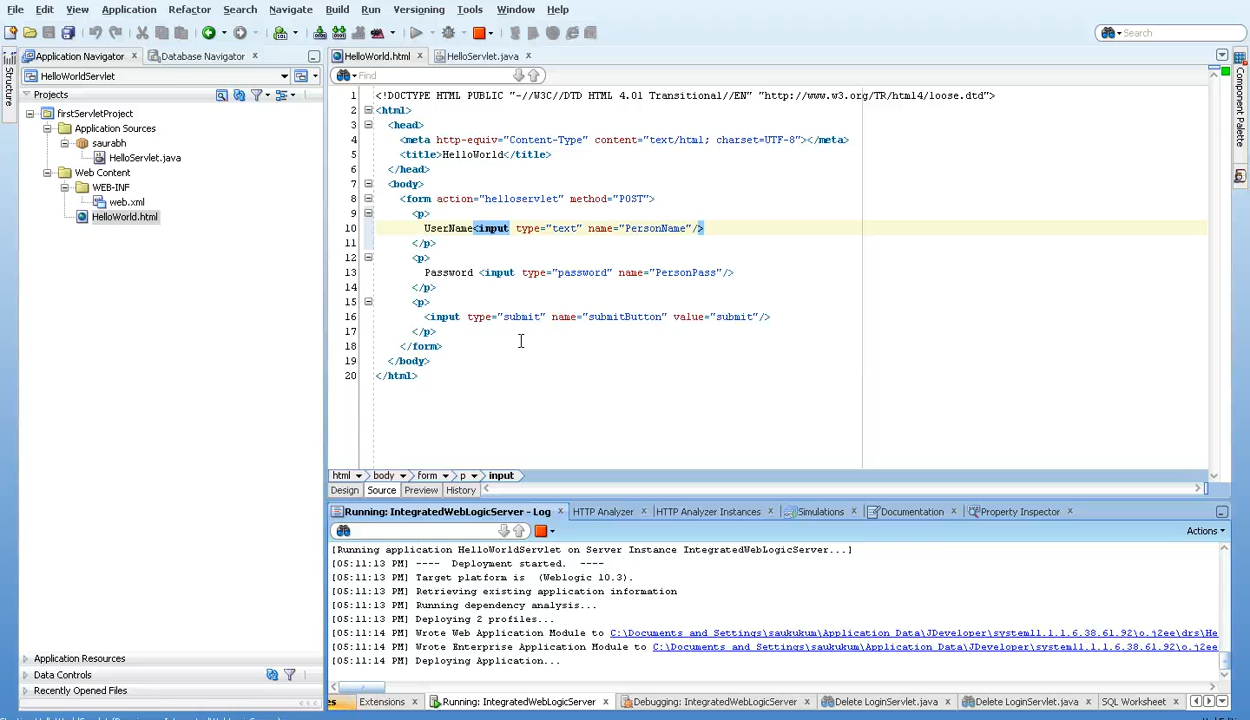 File Edit View Application Refactor Search Navigate Build Run Versioning Tools Window Help
Search
Application Navigator Database Navigator HelloWorld.html HelloServlet.java
Structure
HelloWorldServlet
Find
Projects
firstServletProject
Application Sources
saurabh
HelloServlet.java
Web Content
WEB-INF
web.xml
HelloWorld.html
Component Palette
1 <!DOCTYPE HTML PUBLIC "-//W3C//DTD HTML 4.01 Transitional//EN" "http://www.w3.org/TR/html4/loose.dtd">
2 <html>
3 <head>
4 <meta http-equiv="Content-Type" content="text/html; charset=UTF-8"></meta>
5 <title>HelloWorld</title>
6 </head>
7 <body>
8 <form action="helloservlet" method="POST">
9 <p>
10 UserName<input type="text" name="PersonName"/>
11 </p>
12 <p>
13 Password <input type="password" name="PersonPass"/>
14 </p>
15 <p>
16 <input type="submit" name="submitButton" value="submit"/>
17 </p>
18 </form>
19 </body>
20 </html>
html body form p input
Design Source Preview History
Running: IntegratedWebLogicServer - Log HTTP Analyzer HTTP Analyzer Instances Simulations Documentation Property Inspector
Actions
[Running application HelloWorldServlet on Server Instance IntegratedWebLogicServer...]
[05:11:13 PM] ---- Deployment started. ----
[05:11:13 PM] Target platform is (Weblogic 10.3).
[05:11:13 PM] Retrieving existing application information
[05:11:13 PM] Running dependency analysis...
[05:11:13 PM] Deploying 2 profiles...
[05:11:14 PM] Wrote Web Application Module to C:\Documents and Settings\saukukum\Application Data\JDeveloper\system11.1.1.6.38.61.92\o.j2ee\drs\He
[05:11:14 PM] Wrote Enterprise Application Module to C:\Documents and Settings\saukukum\Application Data\JDeveloper\system11.1.1.6.38.61.92\o.j2ee
[05:11:14 PM] Deploying Application...
Application Resources
Data Controls
Recently Opened Files
es Extensions Running: IntegratedWebLogicServer Debugging: IntegratedWebLogicServer Delete LoginServlet.java Delete LoginServlet.java SQL Worksheet